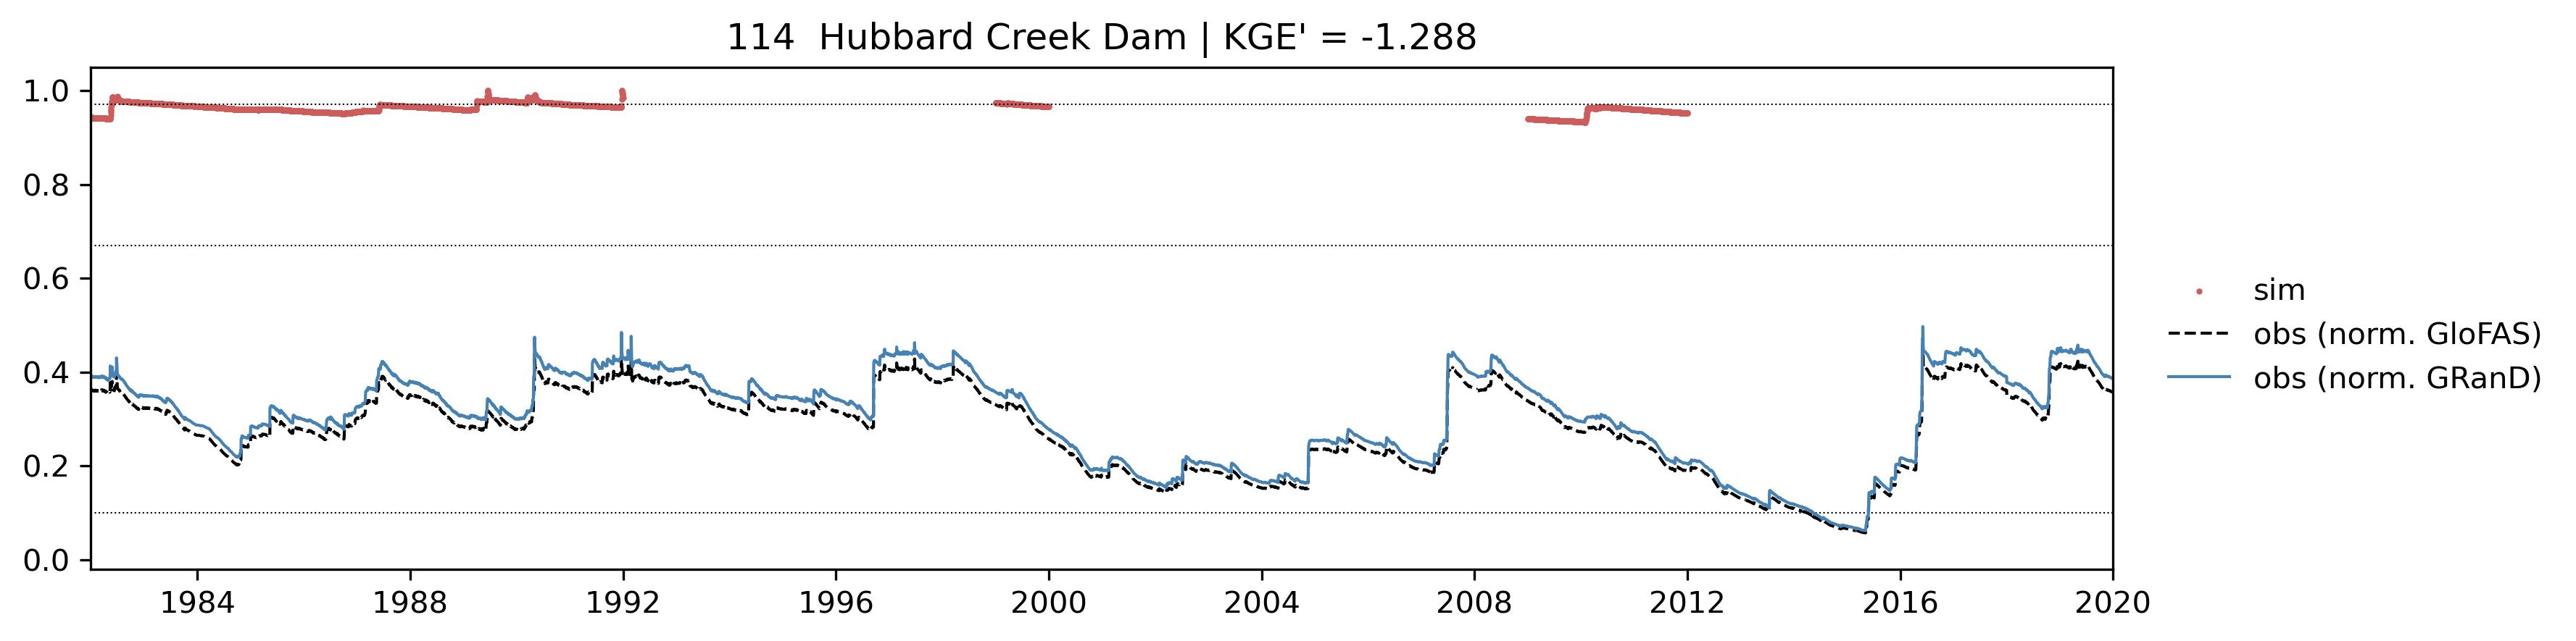 114  Hubbard Creek Dam | KGE' = -1.288
1.0
0.8
0.6
0.4
0.2
0.0
1984 1988 1992 1996 2000 2004 2008 2012 2016 2020
sim
obs (norm. GloFAS)
obs (norm. GRanD)